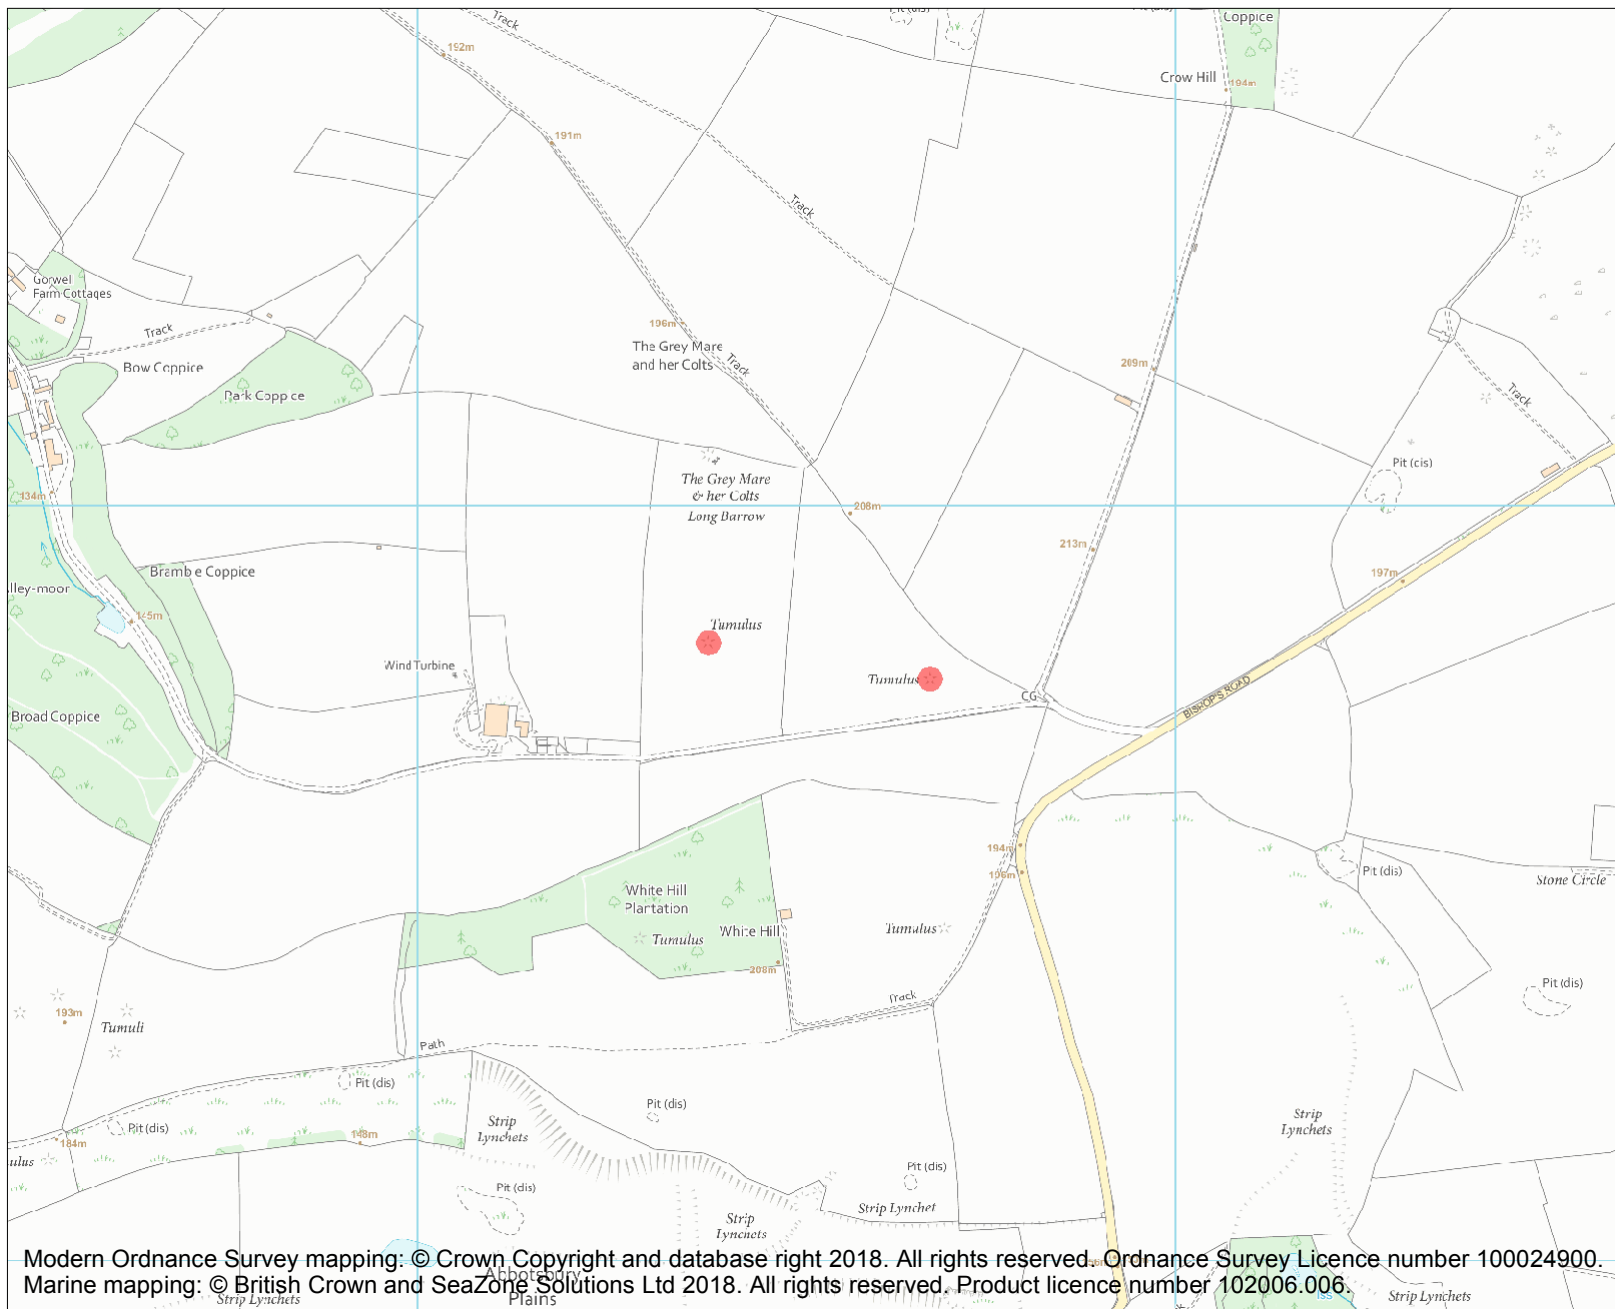 Track
Coppice
192m
Crow Hill
194m
191m
Track
Gorwel
Farm Cottages
Track
196m
The Grey Mare
and her Colts
Track
Bow Coppice
209m
Park Coppice
Track
Pit (cis)
The Grey Mare
& her Colts
Long Barrow
134m
208m
213m
Bramb e Coppice
197m
lley-moor
145m
Tumulus
Wind Turbine
Tumulus
CG
BISHOP'S ROAD
Broad Coppice
194m
196m
Pit (dis)
Stone Circle
White Hill
Plantation
Tumulus
White Hill
Tumulus
208m
Track
Pit (dis)
193m
Tumuli
Path
Pit (dis)
Pit (dis)
Strip
Lynchets
Pit (dis)
Strip
Lynchets
184m
148m
ulus
Pit (dis)
Pit (dis)
Strip Lynchet
Strip
Lynchets
Modern Ordnance Survey mapping: © Crown Copyright and database right 2018. All rights reserved. Ordnance Survey Licence number 100024900.
Marine mapping: © British Crown and SeaZone Solutions Ltd 2018. All rights reserved. Product licence number 102006.006.
Abbotsbury
Plains
Strip Lynchets
Strip Lynchets